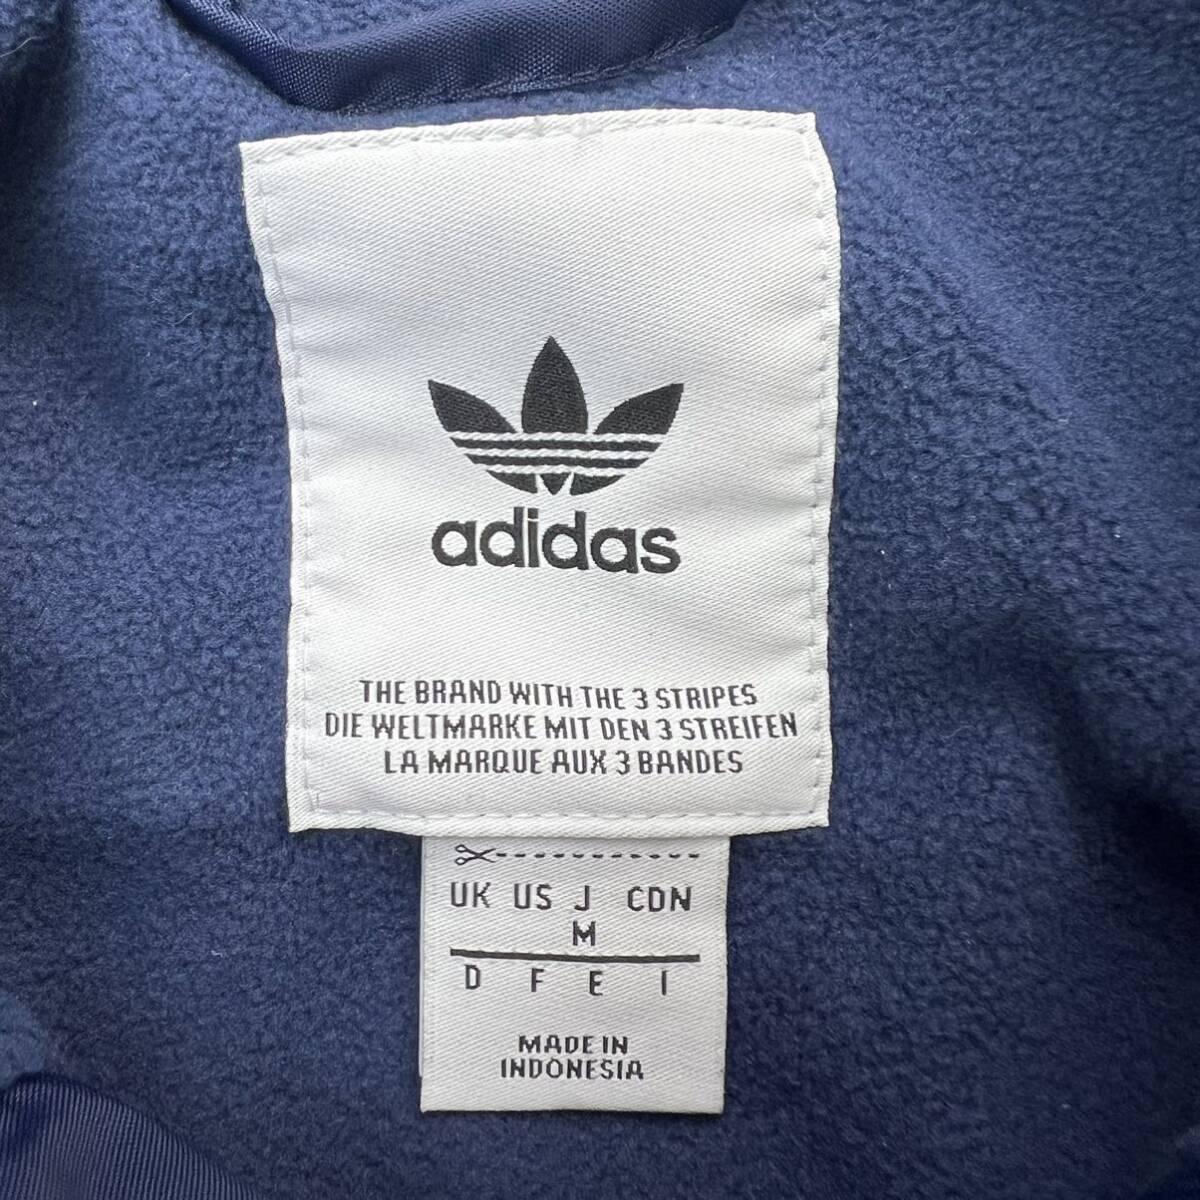 adidas
THE BRAND WITH THE 3 STRIPES
DIE WELTMARKE MIT DEN 3 STREIFEN
LA MARQUE AUX 3 BANDES
UK US J CDN
M
D F E I
MADE IN
INDONESIA